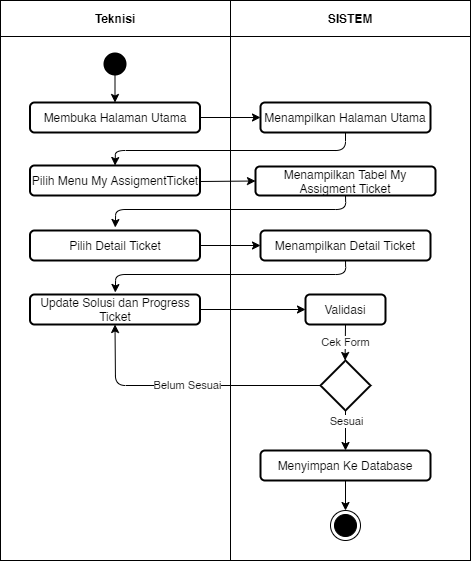 Teknisi
SISTEM
Membuka Halaman Utama
Menampilkan Halaman Utama
Pilih Menu My AssigmentTicket
Menampilkan Tabel My
Assigment Ticket
Pilih Detail Ticket
Menampilkan Detail Ticket
Update Solusi dan Progress
Ticket
Validasi
Cek Form
Belum Sesuai
Sesuai
Menyimpan Ke Database